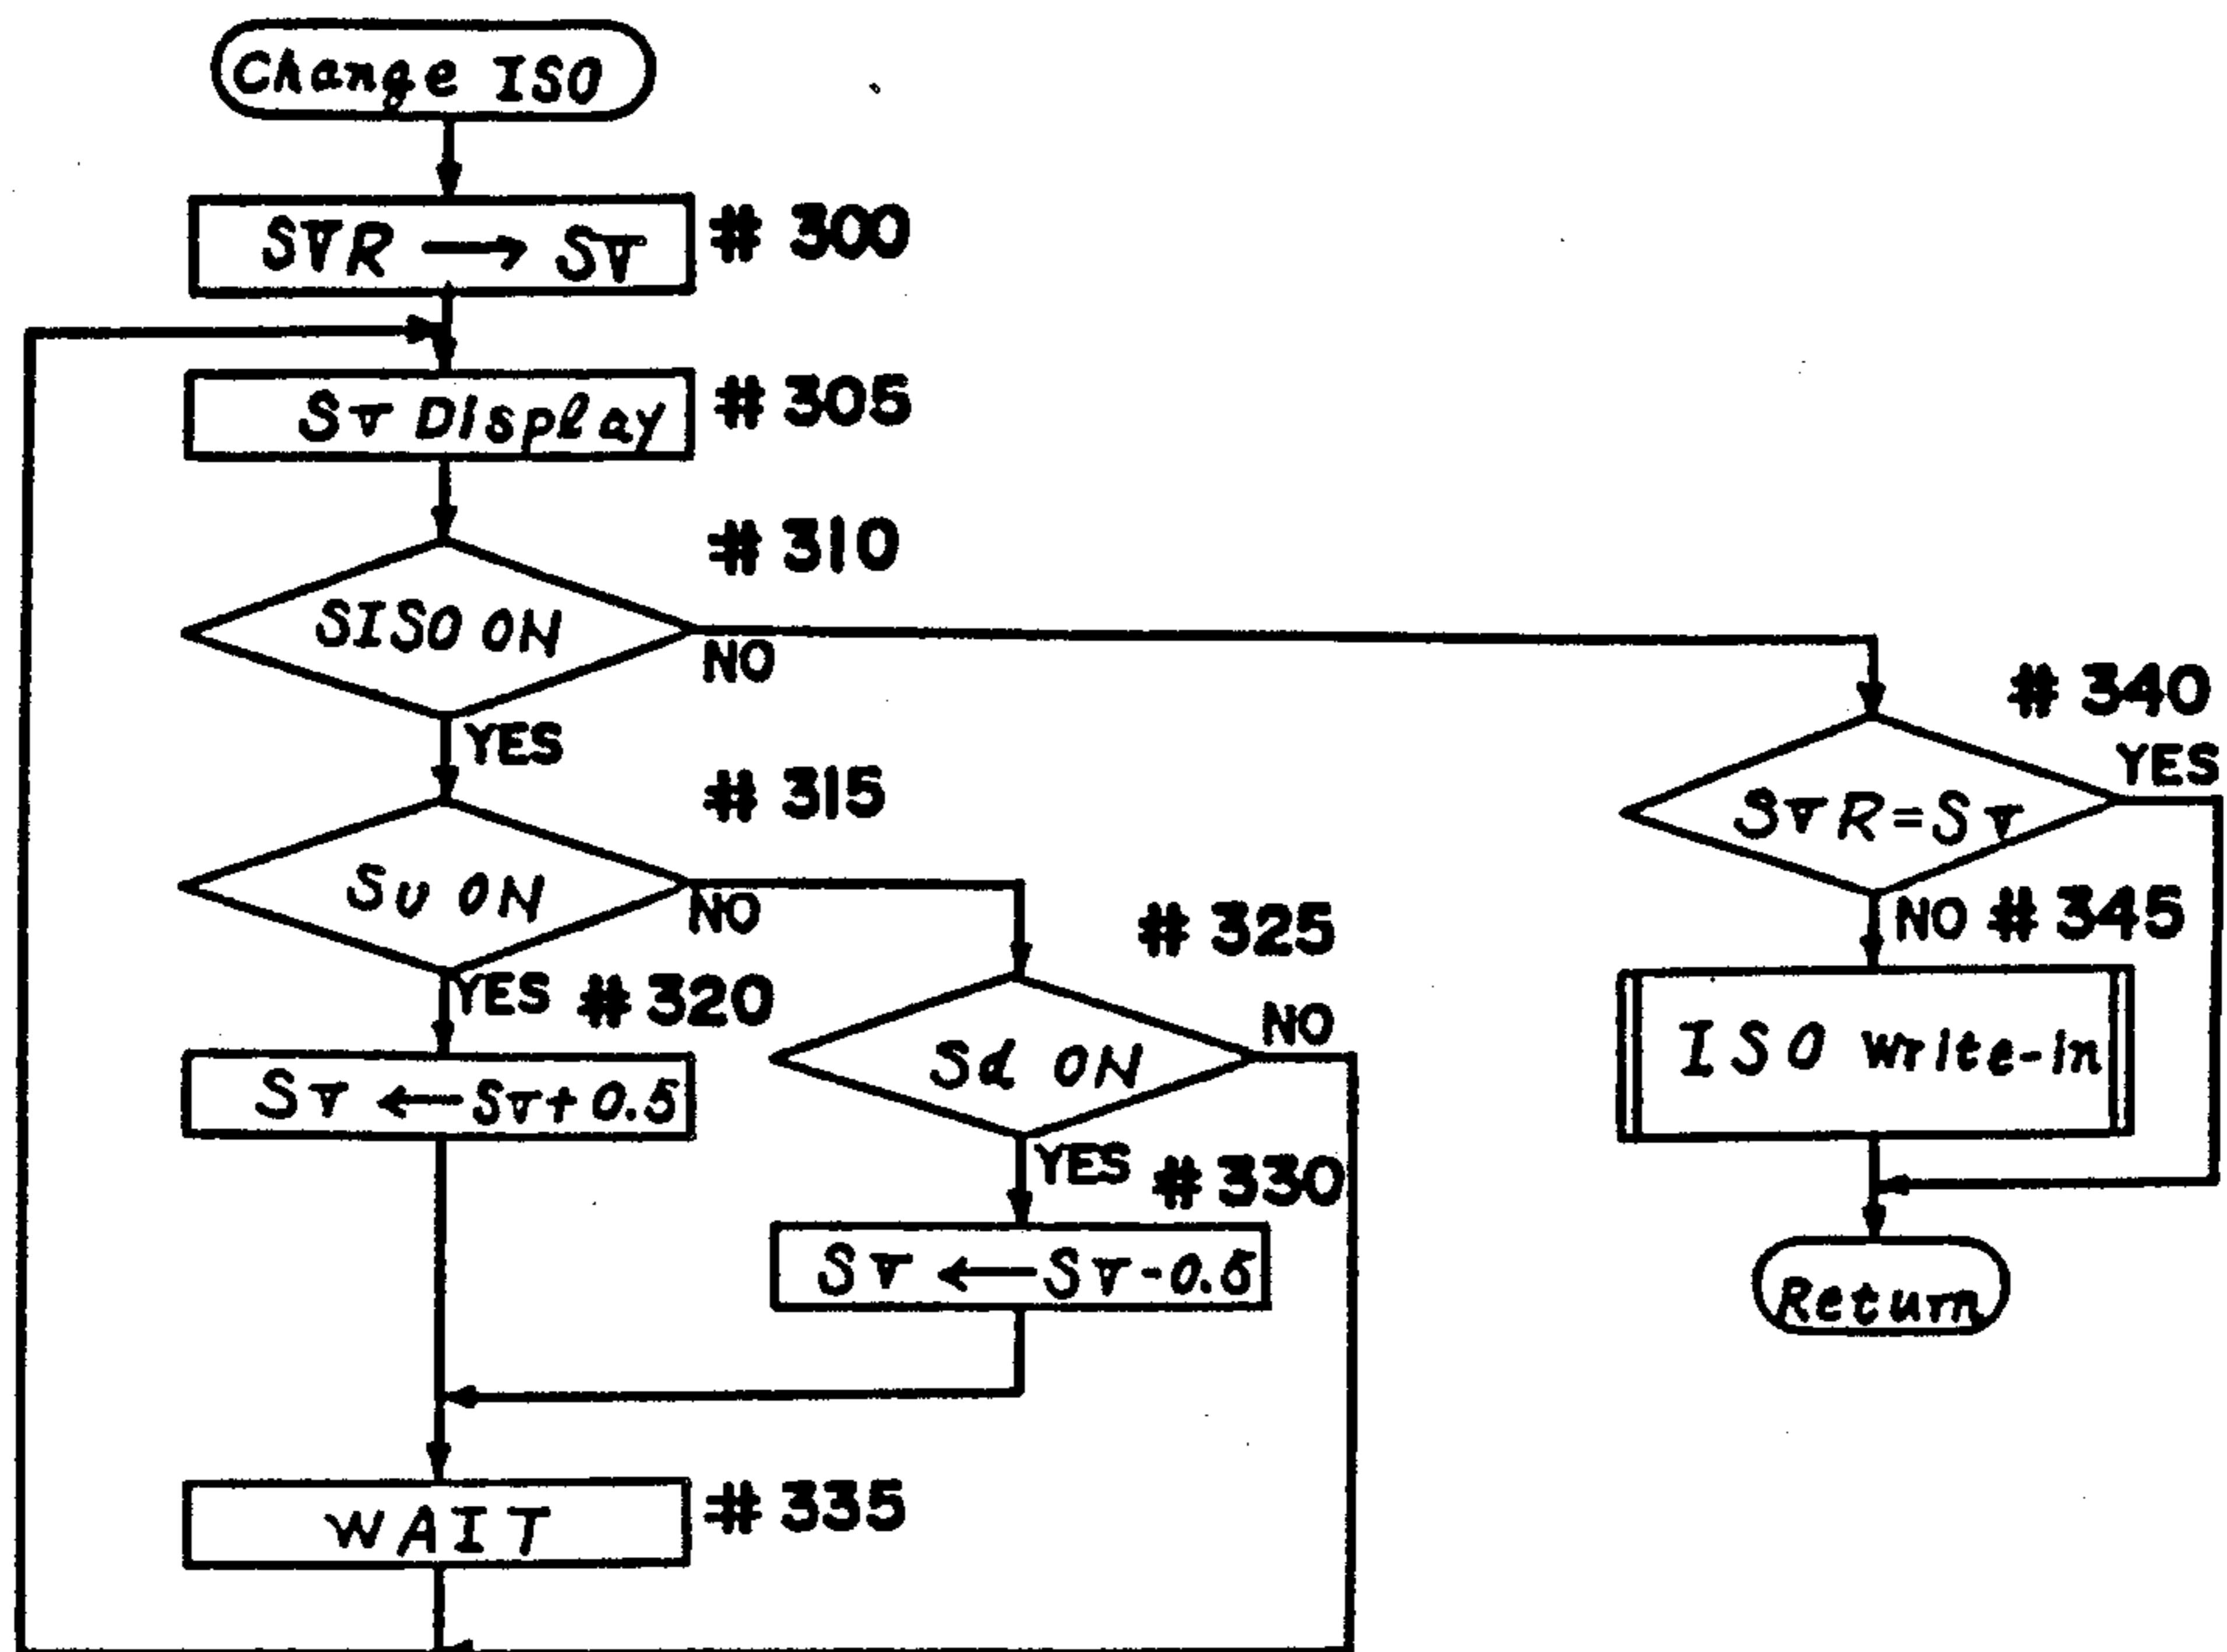 Change ISO
SVR → SV
# 300
SV Display
# 305
# 310
SISO ON
NO
YES
# 315
SU ON
NO
YES # 320
SV ← SV + 0.5
# 325
Sd ON
NO
YES # 330
SV ← SV - 0.5
WAIT
# 335
# 340
YES
SVR = SV
NO # 345
ISO write-in
Return